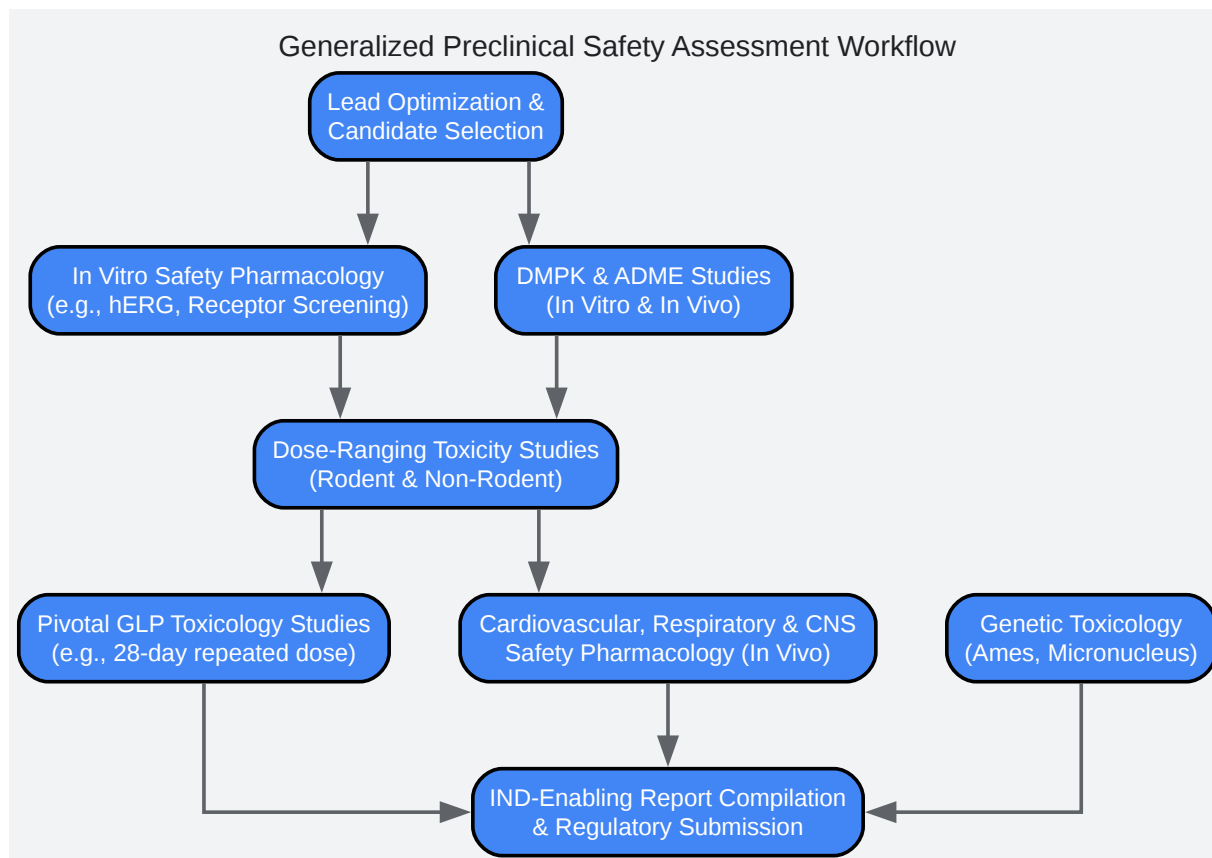 Generalized Preclinical Safety Assessment Workflow
Lead Optimization &
Candidate Selection
In Vitro Safety Pharmacology
(e.g., hERG, Receptor Screening)
DMPK & ADME Studies
(In Vitro & In Vivo)
Dose-Ranging Toxicity Studies
(Rodent & Non-Rodent)
Pivotal GLP Toxicology Studies
(e.g., 28-day repeated dose)
Cardiovascular, Respiratory & CNS
Safety Pharmacology (In Vivo)
Genetic Toxicology
(Ames, Micronucleus)
IND-Enabling Report Compilation
& Regulatory Submission